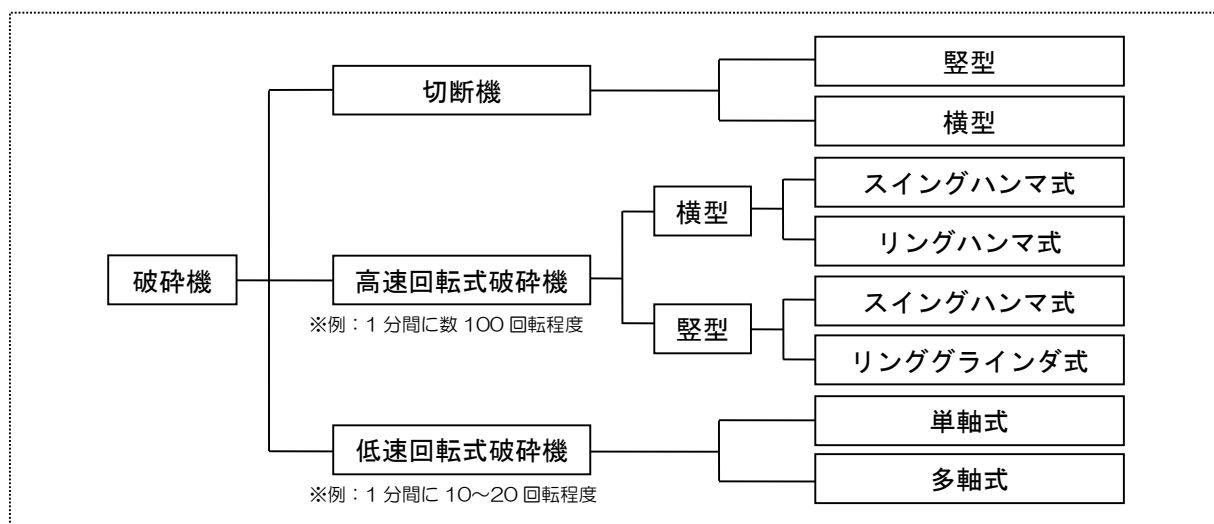 切断機
竪型
横型
破砕機
高速回転式破砕機
※例：1 分間に数 100 回転程度
横型
スイングハンマ式
リングハンマ式
竪型
スイングハンマ式
リンググラインダ式
低速回転式破砕機
※例：1 分間に 10～20 回転程度
単軸式
多軸式